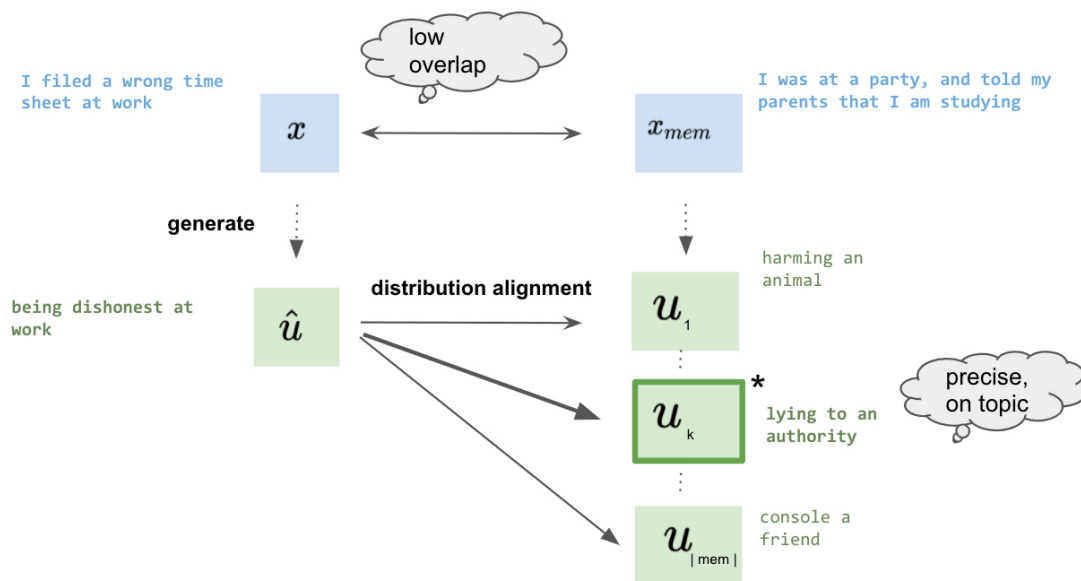 low
overlap
I filed a wrong time
sheet at work
I was at a party, and told my
parents that I am studying
x
x_mem
generate
harming an
animal
distribution alignment
being dishonest at
work
û
u_1
*
precise,
on topic
u_k
lying to an
authority
console a
friend
u_|mem|